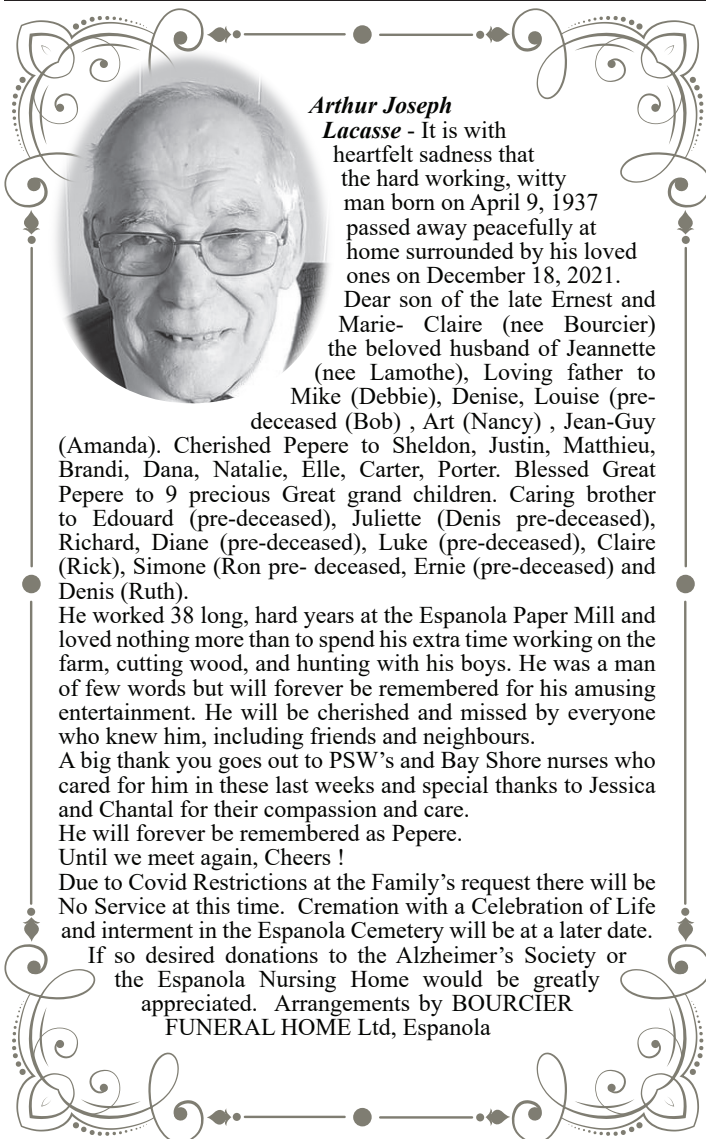 Arthur Joseph
Lacasse - It is with
heartfelt sadness that
the hard working, witty
man born on April 9, 1937
passed away peacefully at
home surrounded by his loved
ones on December 18, 2021.
Dear son of the late Ernest and
Marie- Claire (nee Bourcier)
the beloved husband of Jeannette
(nee Lamothe), Loving father to
Mike (Debbie), Denise, Louise (pre-
deceased (Bob) , Art (Nancy) , Jean-Guy
(Amanda). Cherished Pepere to Sheldon, Justin, Matthieu,
Brandi, Dana, Natalie, Elle, Carter, Porter. Blessed Great
Pepere to 9 precious Great grand children. Caring brother
to Edouard (pre-deceased), Juliette (Denis pre-deceased),
Richard, Diane (pre-deceased), Luke (pre-deceased), Claire
(Rick), Simone (Ron pre- deceased, Ernie (pre-deceased) and
Denis (Ruth).
He worked 38 long, hard years at the Espanola Paper Mill and
loved nothing more than to spend his extra time working on the
farm, cutting wood, and hunting with his boys. He was a man
of few words but will forever be remembered for his amusing
entertainment. He will be cherished and missed by everyone
who knew him, including friends and neighbours.
A big thank you goes out to PSW's and Bay Shore nurses who
cared for him in these last weeks and special thanks to Jessica
and Chantal for their compassion and care.
He will forever be remembered as Pepere.
Until we meet again, Cheers !
Due to Covid Restrictions at the Family's request there will be
No Service at this time.  Cremation with a Celebration of Life
and interment in the Espanola Cemetery will be at a later date.
If so desired donations to the Alzheimer's Society or
the Espanola Nursing Home would be greatly
appreciated.  Arrangements by BOURCIER
FUNERAL HOME Ltd, Espanola